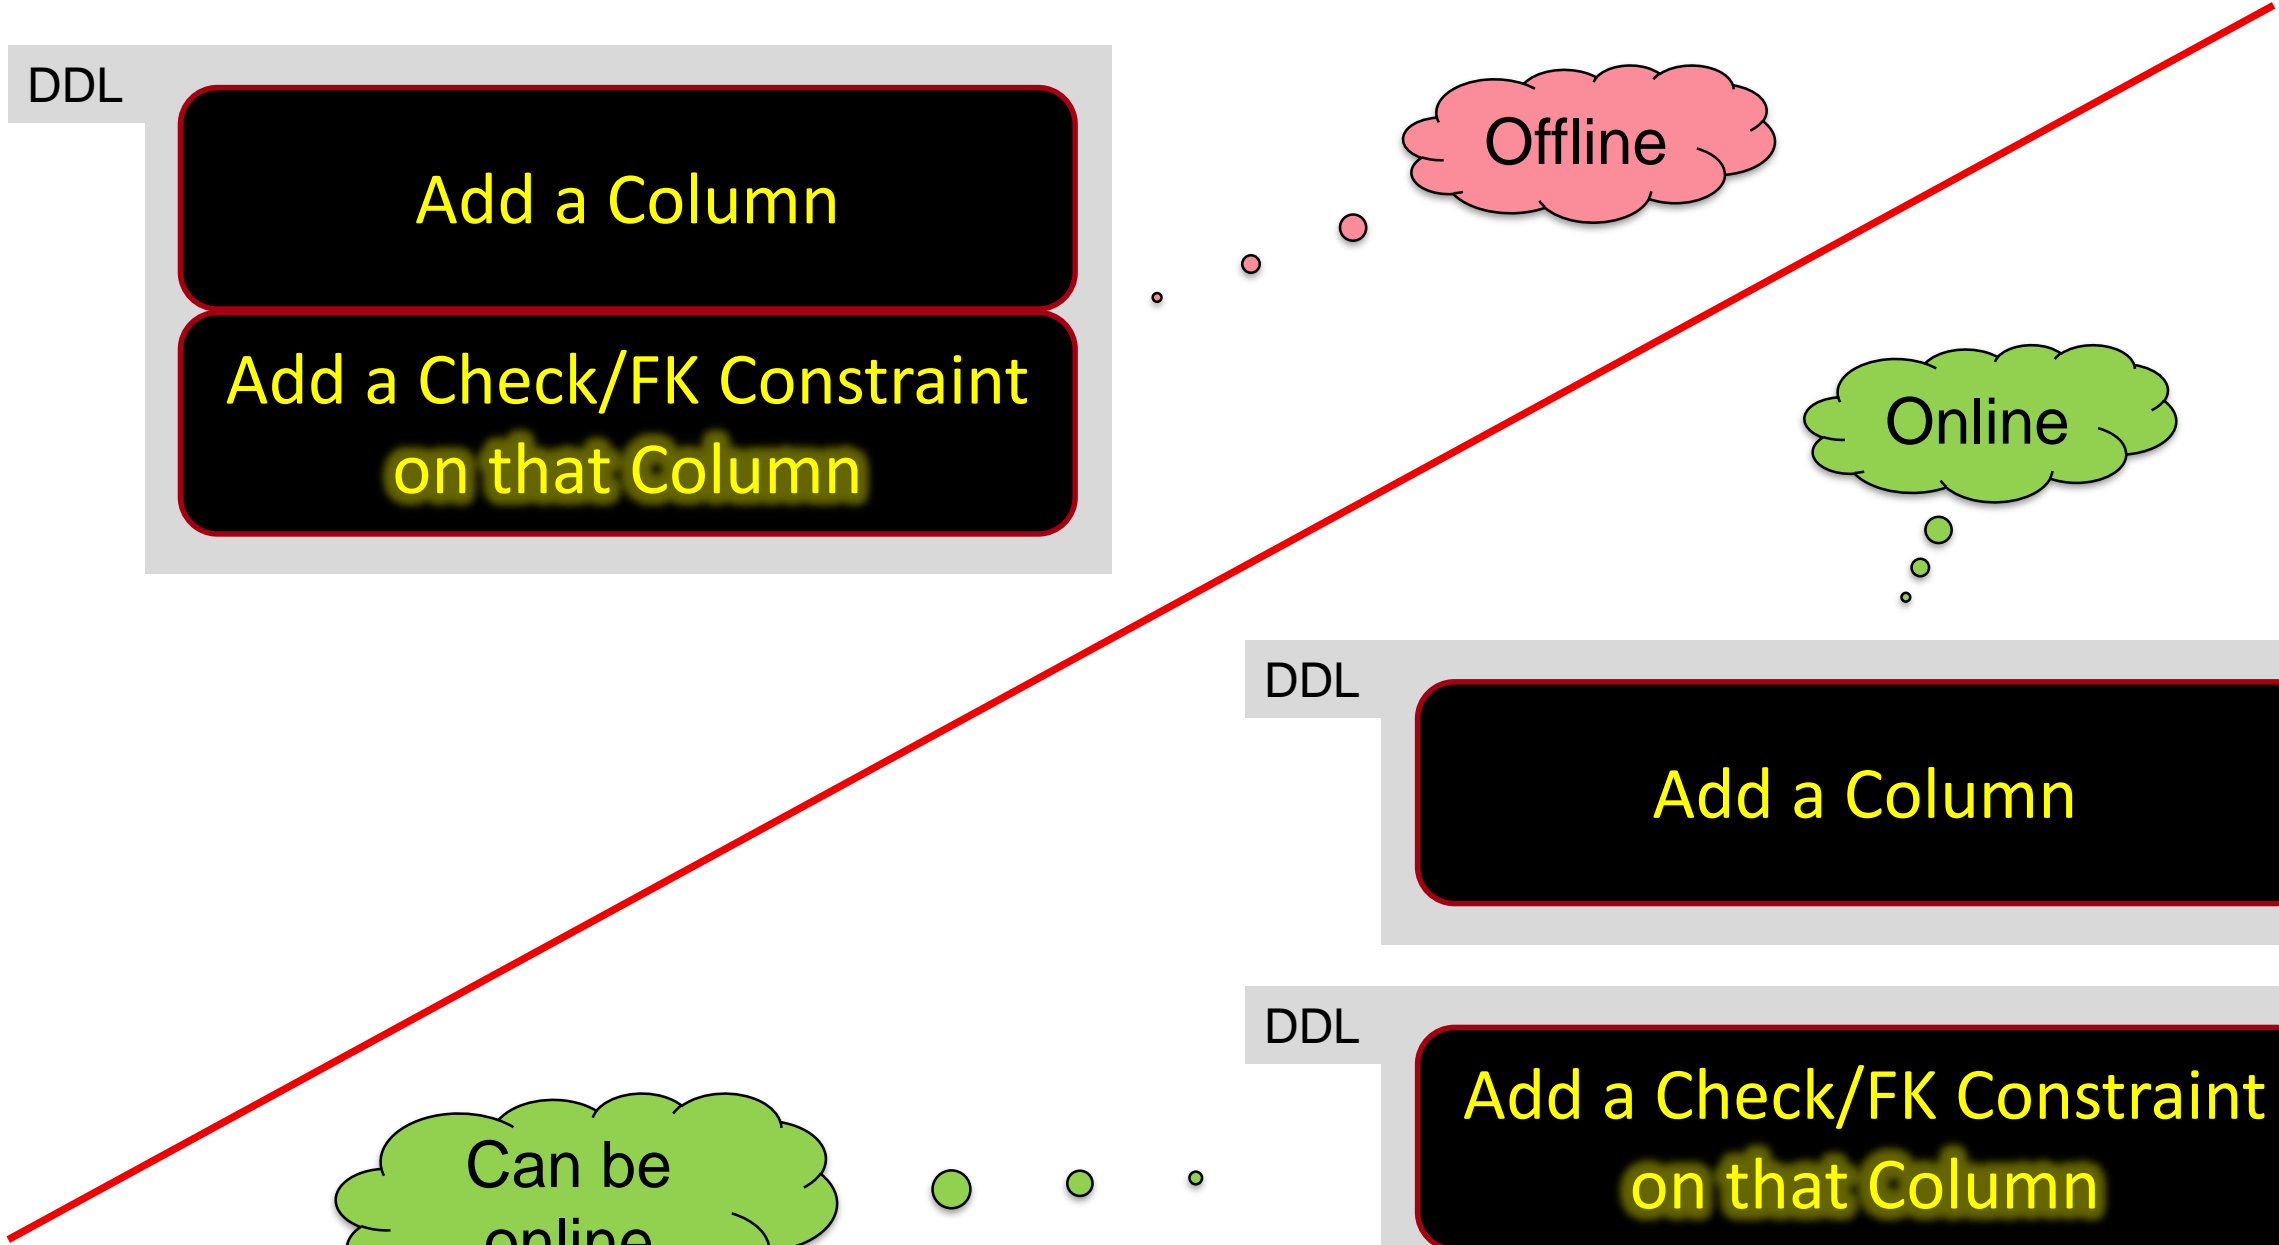 DDL
Add a Column
Add a Check/FK Constraint
on that Column
Offline
Online
DDL
Add a Column
DDL
Add a Check/FK Constraint
on that Column
Can be
online